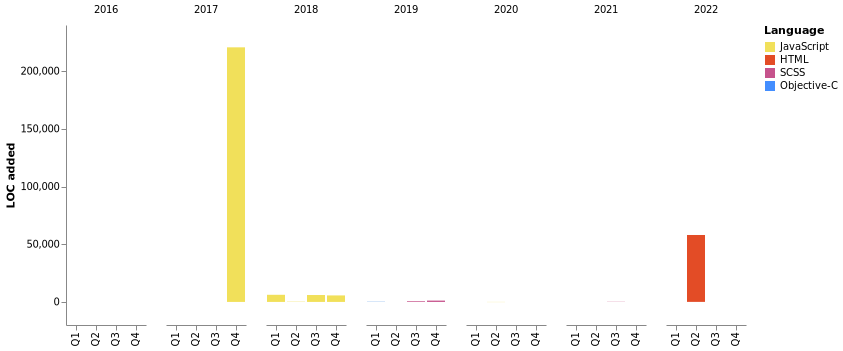 2016 2017 2018 2019 2020 2021 2022
Language
JavaScript
HTML
SCSS
Objective-C
LOC added
200,000
150,000
100,000
50,000
0
Q1 Q2 Q3 Q4 Q1 Q2 Q3 Q4 Q1 Q2 Q3 Q4 Q1 Q2 Q3 Q4 Q1 Q2 Q3 Q4 Q1 Q2 Q3 Q4 Q1 Q2 Q3 Q4